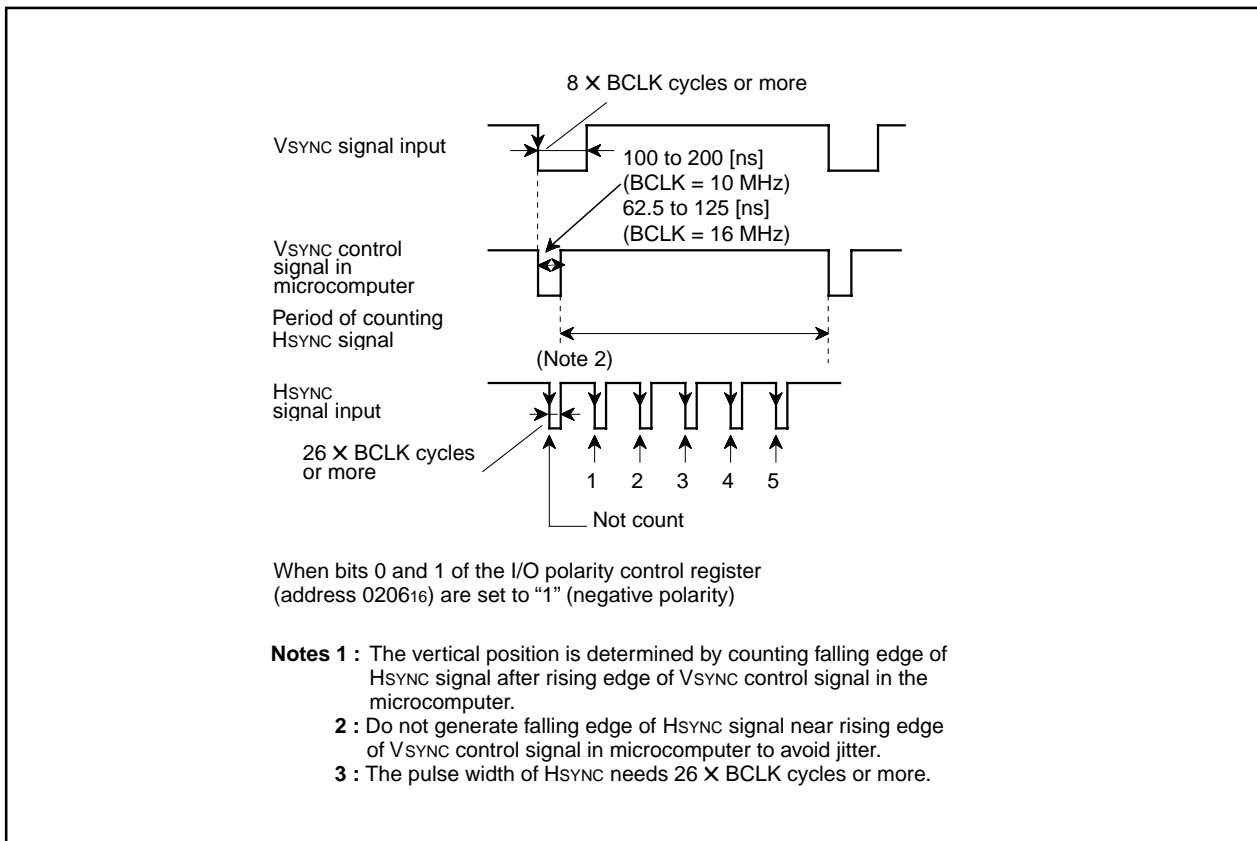 8 X BCLK cycles or more
VSYNC signal input
100 to 200 [ns]
(BCLK = 10 MHz)
62.5 to 125 [ns]
(BCLK = 16 MHz)
VSYNC control
signal in
microcomputer
Period of counting
HSYNC signal
(Note 2)
HSYNC
signal input
26 X BCLK cycles
or more
1 2 3 4 5
Not count
When bits 0 and 1 of the I/O polarity control register
(address 020616) are set to “1” (negative polarity)
Notes 1 : The vertical position is determined by counting falling edge of
HSYNC signal after rising edge of VSYNC control signal in the
microcomputer.
2 : Do not generate falling edge of HSYNC signal near rising edge
of VSYNC control signal in microcomputer to avoid jitter.
3 : The pulse width of HSYNC needs 26 X BCLK cycles or more.